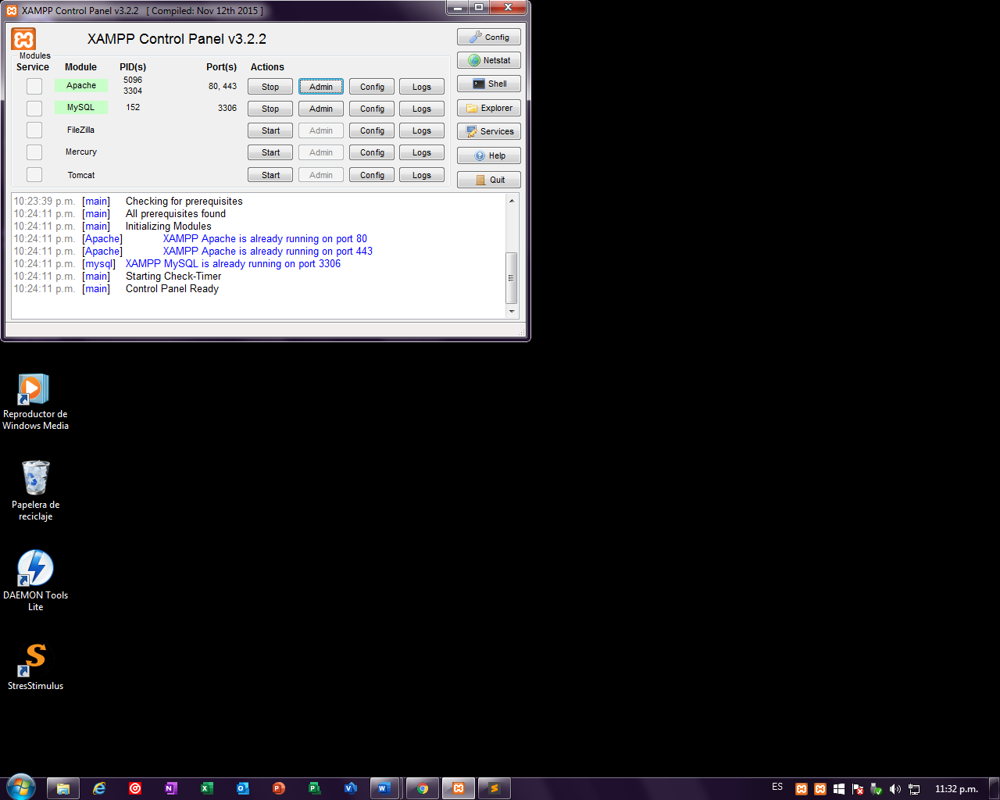 XAMPP Control Panel v3.2.2 [ Compiled: Nov 12th 2015 ]
XAMPP Control Panel v3.2.2
Config
Modules
Netstat
Service Module PID(s) Port(s) Actions
Apache 5096 3304 80, 443 Stop Admin Config Logs
Shell
MySQL 152 3306 Stop Admin Config Logs
Explorer
FileZilla Start Admin Config Logs
Services
Mercury Start Admin Config Logs
Help
Tomcat Start Admin Config Logs
Quit
10:23:39 p.m. [main] Checking for prerequisites
10:24:11 p.m. [main] All prerequisites found
10:24:11 p.m. [main] Initializing Modules
10:24:11 p.m. [Apache] XAMPP Apache is already running on port 80
10:24:11 p.m. [Apache] XAMPP Apache is already running on port 443
10:24:11 p.m. [mysql] XAMPP MySQL is already running on port 3306
10:24:11 p.m. [main] Starting Check-Timer
10:24:11 p.m. [main] Control Panel Ready
Reproductor de
Windows Media
Papelera de
reciclaje
DAEMON Tools
Lite
StresStimulus
ES 11:32 p.m.